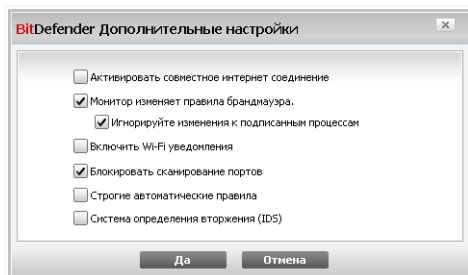 BitDefender Дополнительные настройки
Активировать совместное интернет соединение
Монитор изменяет правила брандмауэра.
Игнорируйте изменения к подписанным процессам
Включить Wi-Fi уведомления
Блокировать сканирование портов
Строгие автоматические правила
Система определения вторжения (IDS)
Да
Отмена